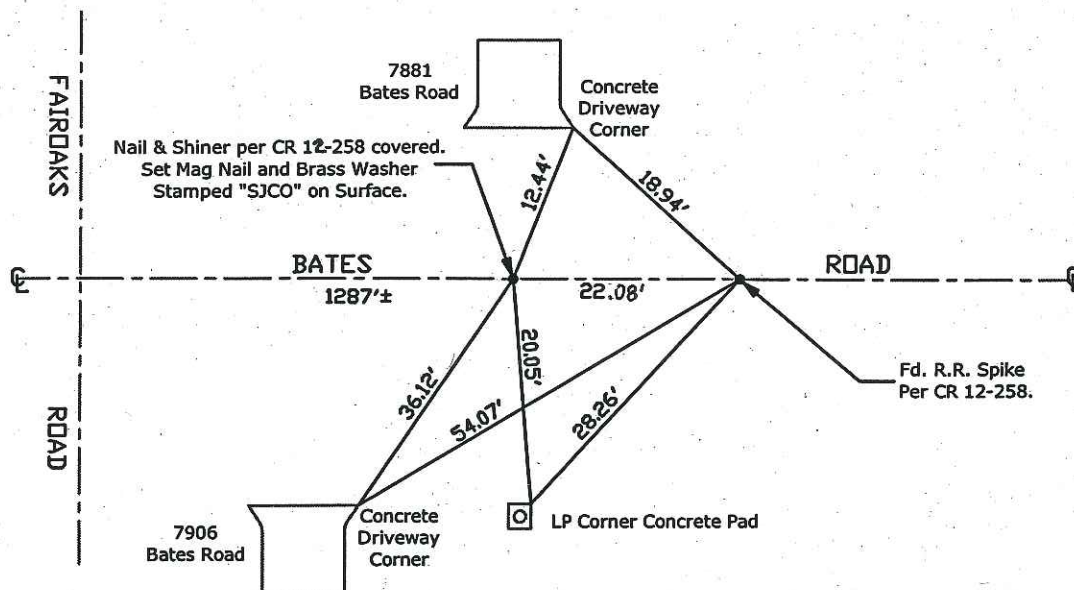 7881
Bates Road
Concrete
Driveway
Corner
FAIROAKS
Nail & Shiner per CR 12-258 covered.
Set Mag Nail and Brass Washer
Stamped "SJCO" on Surface.
12.44'
18.94'
BATES
ROAD
1287'±
22.08'
20.05'
36.12'
54.07'
28.26'
Fd. R.R. Spike
Per CR 12-258.
ROAD
7906
Bates Road
Concrete
Driveway
Corner
LP Corner Concrete Pad